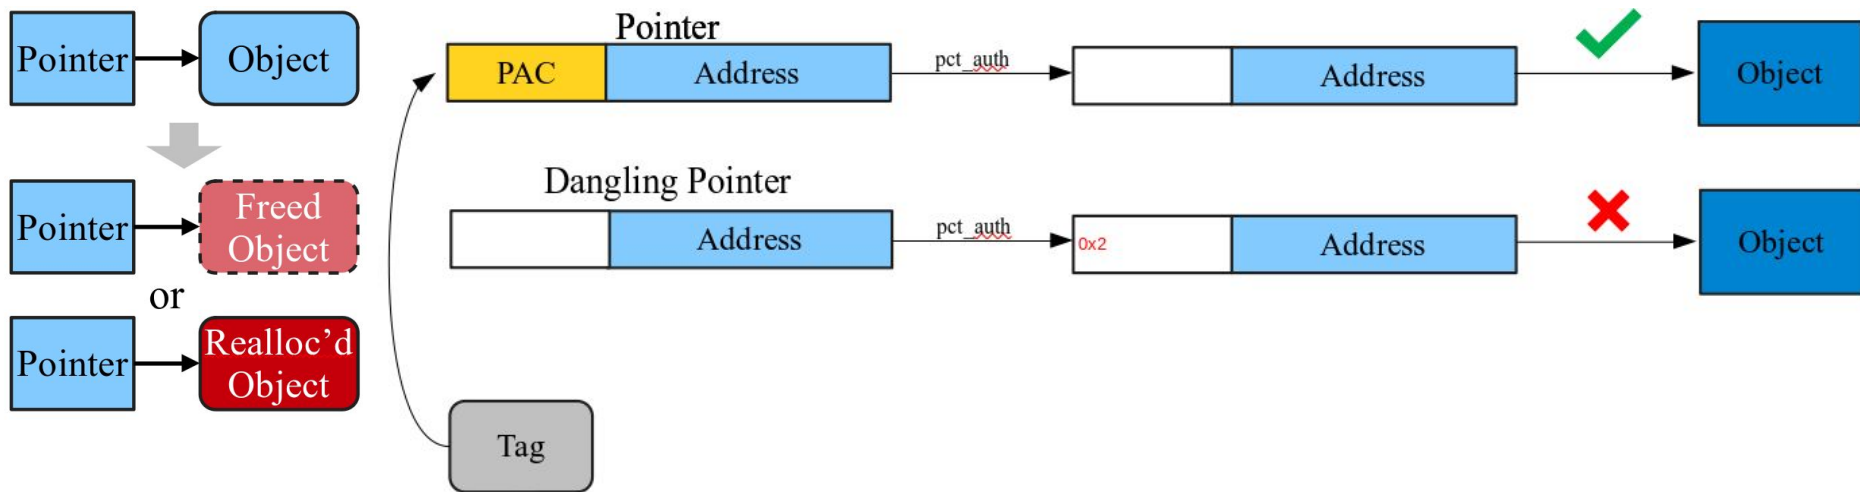 Pointer
Object
Pointer
Freed
Object
or
Pointer
Realloc’d
Object
Pointer
PAC
Address
pct_auth
Address
Object
Dangling Pointer
Address
pct_auth
0x2
Address
Object
Tag